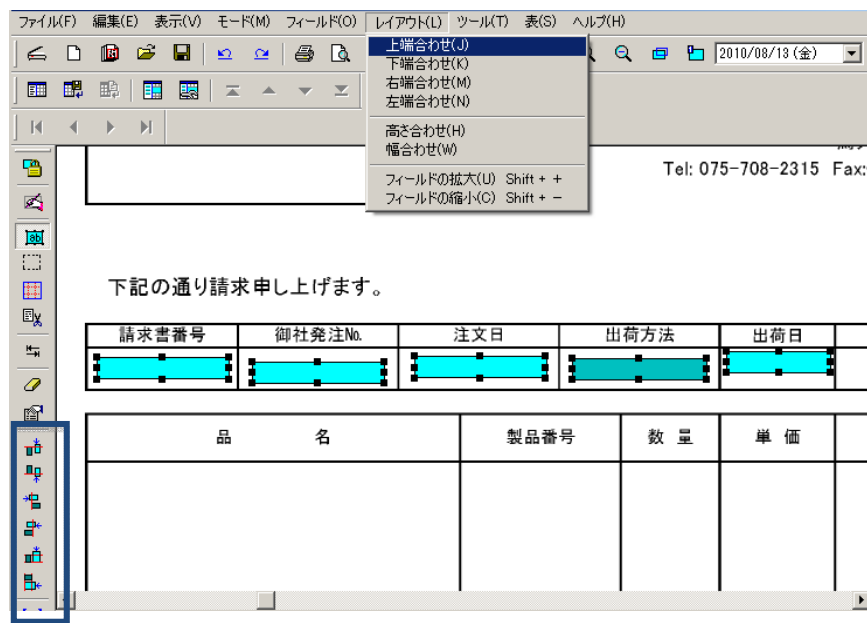 ファイル(F) 編集(E) 表示(V) モード(M) フィールド(O) レイアウト(L) ツール(T) 表(S) ヘルプ(H)
上端合わせ(J)
下端合わせ(K)
右端合わせ(M)
左端合わせ(N)
高さ合わせ(H)
幅合わせ(W)
フィールドの拡大(U) Shift + +
フィールドの縮小(C) Shift + −
2010/08/13 (金)
Tel: 075-708-2315 Fax:
下記の通り請求申し上げます。
請求書番号 御社発注No. 注文日 出荷方法 出荷日
品 名 製品番号 数 量 単 価